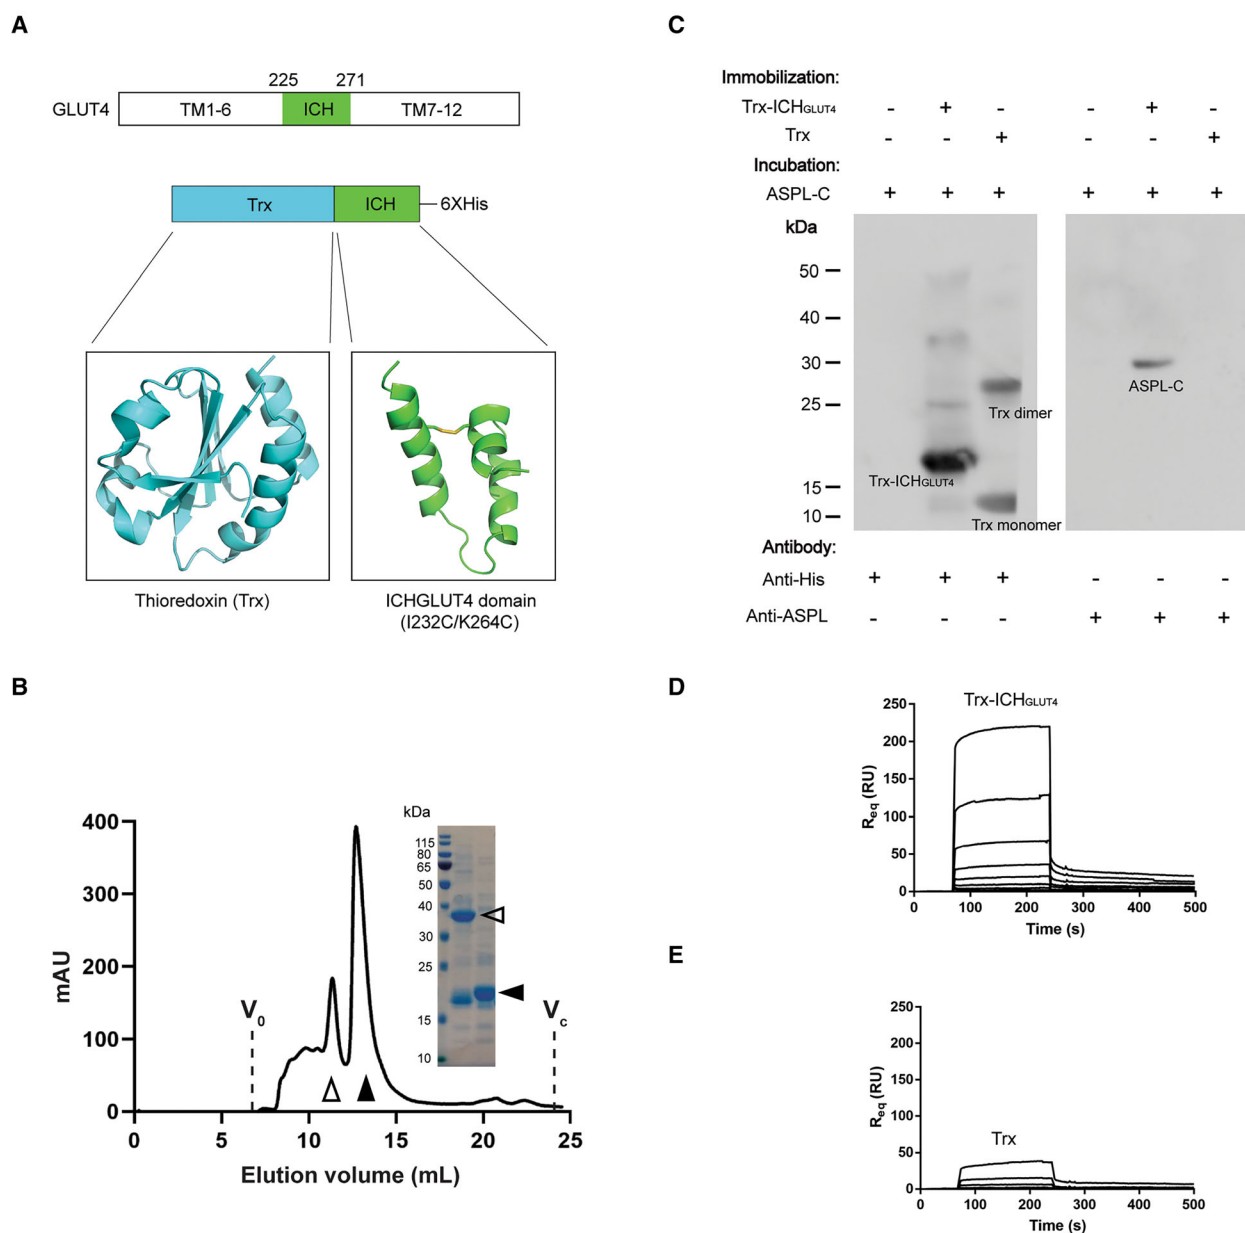 A
225 271
GLUT4 TM1-6 ICH TM7-12
Trx ICH 6XHis
Thioredoxin (Trx)
ICHGLUT4 domain
(I232C/K264C)
B
mAU
400
300
200
100
0
V0
Vc
0 5 10 15 20 25
Elution volume (mL)
kDa
115
80
65
50
40
30
25
15
10
C
Immobilization:
Trx-ICHGLUT4 - + - - + -
Trx - - + - - +
Incubation:
ASPL-C + + + + + +
kDa
50
40
30
25
15
10
Trx-ICHGLUT4
Trx dimer
Trx monomer
ASPL-C
Antibody:
Anti-His + + + - - -
Anti-ASPL - - - + + +
D
Trx-ICHGLUT4
Req (RU)
250
200
150
100
50
0
0 100 200 300 400 500
Time (s)
E
Trx
Req (RU)
250
200
150
100
50
0
0 100 200 300 400 500
Time (s)